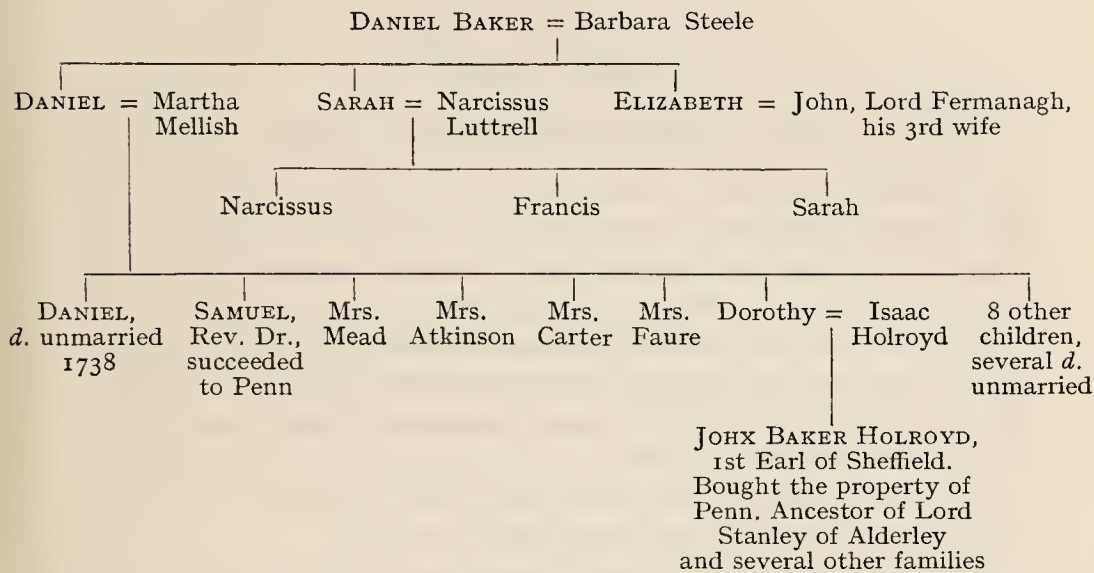 DANIEL BAKER = Barbara Steele
DANIEL = Martha Mellish
SARAH = Narcissus Luttrell
ELIZABETH = John, Lord Fermanagh,
his 3rd wife
Narcissus
Francis
Sarah
DANIEL,
d. unmarried
1738
SAMUEL,
Rev. Dr.,
succeeded
to Penn
Mrs.
Mead
Mrs.
Atkinson
Mrs.
Carter
Mrs.
Faure
Dorothy = Isaac
Holroyd
8 other
children,
several d.
unmarried
JOHX BAKER HOLROYD,
1st Earl of Sheffield.
Bought the property of
Penn. Ancestor of Lord
Stanley of Alderley
and several other families